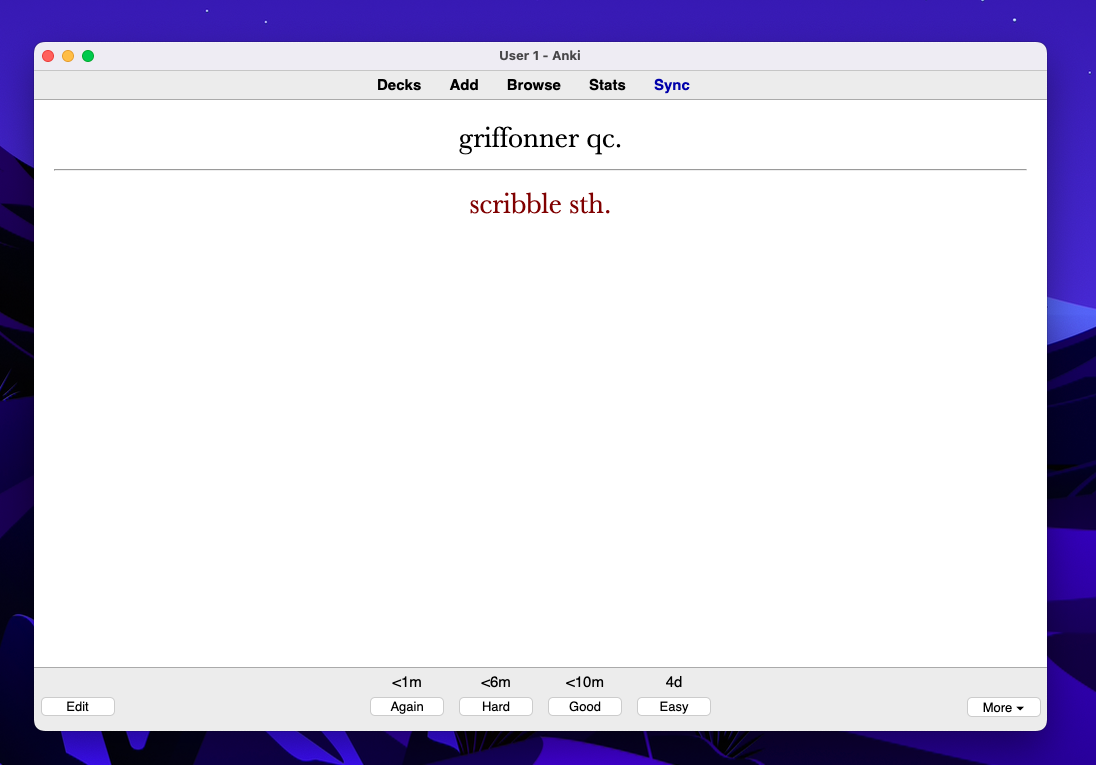 User 1 - Anki
Decks Add Browse Stats Sync
griffonner qc.
scribble sth.
<1m <6m <10m 4d
Edit Again Hard Good Easy More